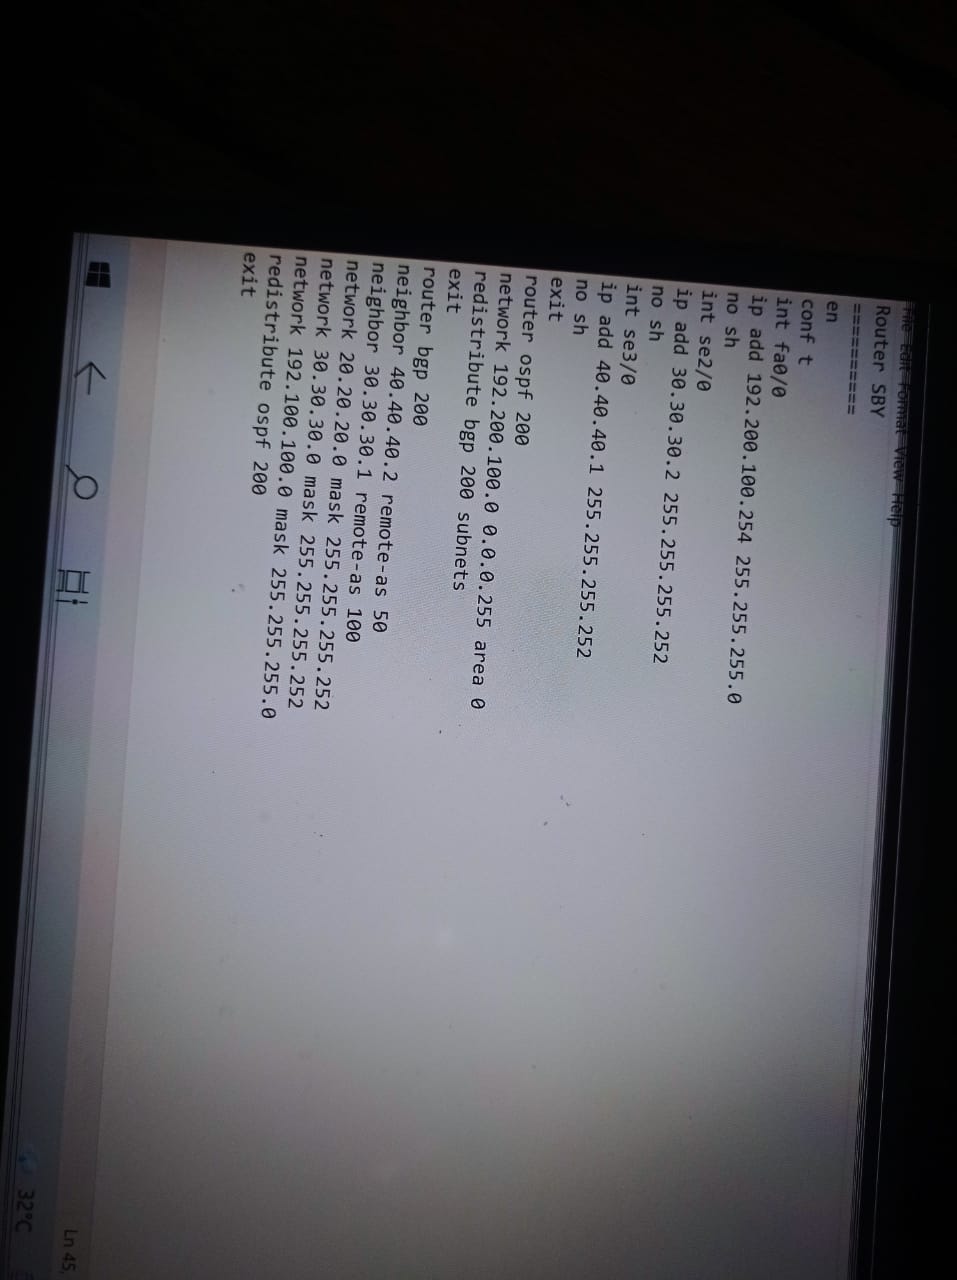 File Edit Format View Help
Router SBY
==========
en
conf t
int fa0/0
ip add 192.200.100.254 255.255.255.0
no sh
int se2/0
ip add 30.30.30.2 255.255.255.252
no sh
int se3/0
ip add 40.40.40.1 255.255.255.252
no sh
exit
router ospf 200
network 192.200.100.0 0.0.0.255 area 0
redistribute bgp 200 subnets
exit
router bgp 200
neighbor 40.40.40.2 remote-as 50
neighbor 30.30.30.1 remote-as 100
network 20.20.20.0 mask 255.255.255.252
network 30.30.30.0 mask 255.255.255.252
network 192.100.100.0 mask 255.255.255.0
redistribute ospf 200
exit
Ln 45,
32°C